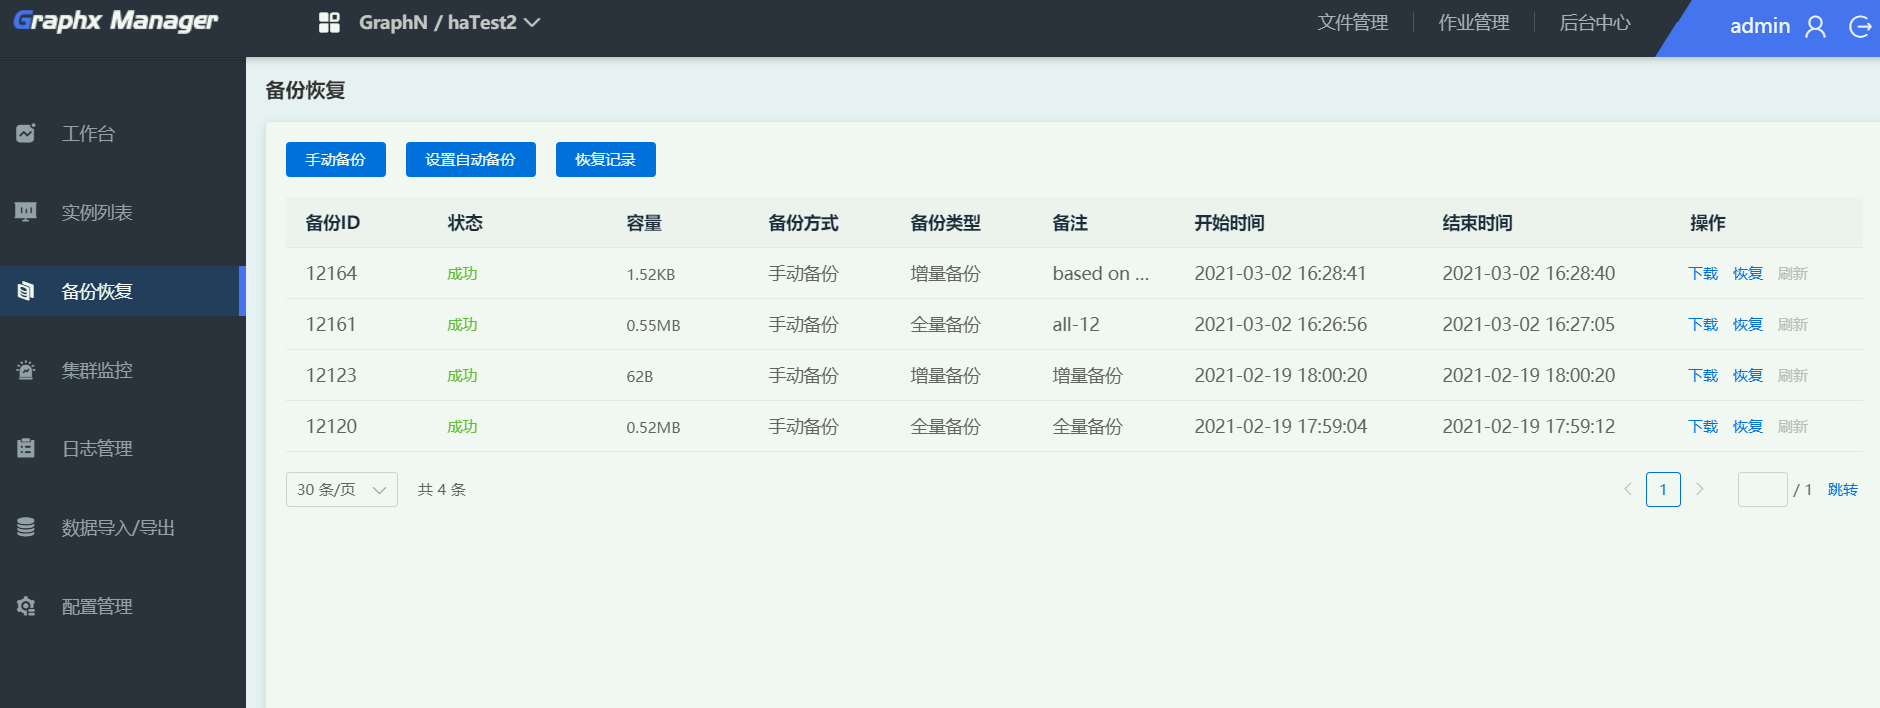 Graphx Manager
GraphN / haTest2
文件管理
作业管理
后台中心
admin
工作台
实例列表
备份恢复
集群监控
日志管理
数据导入/导出
配置管理
备份恢复
手动备份 设置自动备份 恢复记录
备份ID 状态 容量 备份方式 备份类型 备注 开始时间 结束时间 操作
12164 成功 1.52KB 手动备份 增量备份 based on ... 2021-03-02 16:28:41 2021-03-02 16:28:40 下载 恢复 刷新
12161 成功 0.55MB 手动备份 全量备份 all-12 2021-03-02 16:26:56 2021-03-02 16:27:05 下载 恢复 刷新
12123 成功 62B 手动备份 增量备份 增量备份 2021-02-19 18:00:20 2021-02-19 18:00:20 下载 恢复 刷新
12120 成功 0.52MB 手动备份 全量备份 全量备份 2021-02-19 17:59:04 2021-02-19 17:59:12 下载 恢复 刷新
30 条/页 共 4 条 1 / 1 跳转